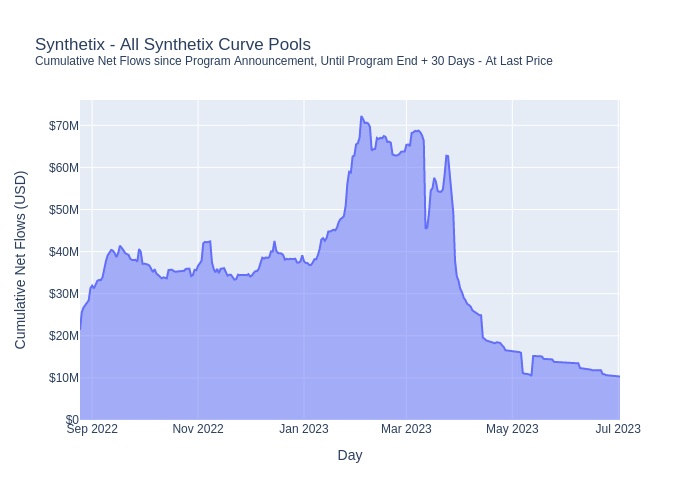 Synthetix - All Synthetix Curve Pools
Cumulative Net Flows since Program Announcement, Until Program End + 30 Days - At Last Price
$70M
$60M
$50M
$40M
$30M
$20M
$10M
$0
Cumulative Net Flows (USD)
Sep 2022
Nov 2022
Jan 2023
Mar 2023
May 2023
Jul 2023
Day